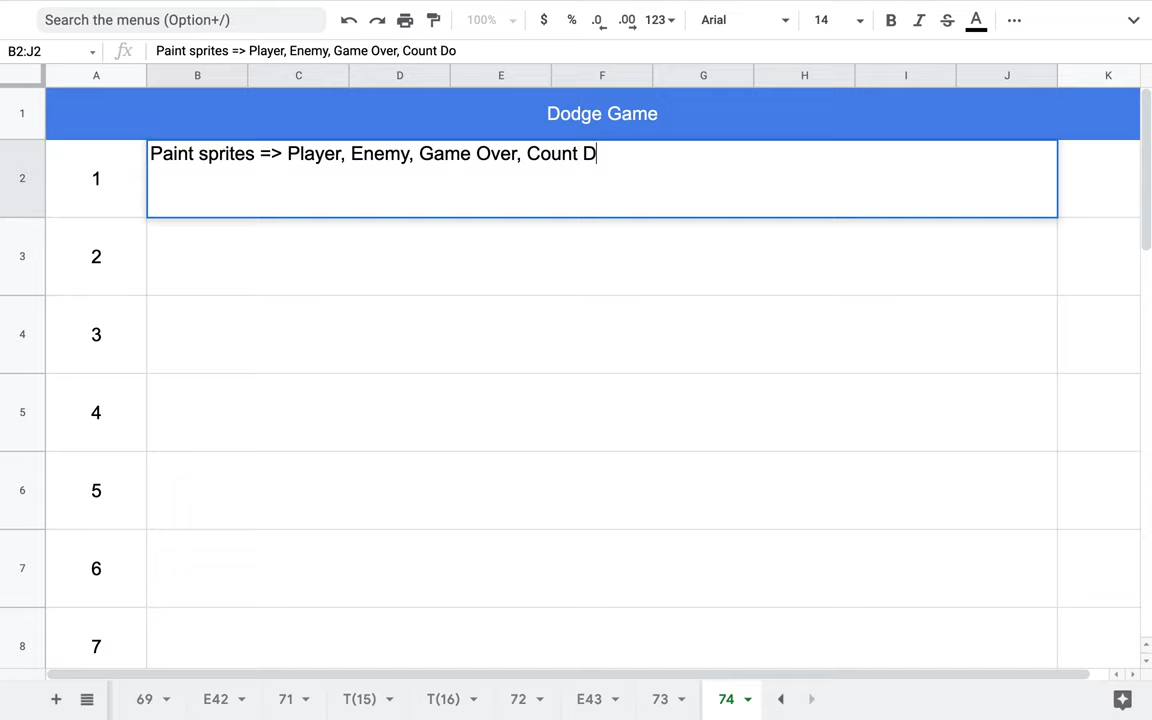 Search the menus (Option+/)
100%
$ % .0 .00 123
Arial
14
B I S A
B2:J2
fx
Paint sprites => Player, Enemy, Game Over, Count Do
A B C D E F G H I J K
1 Dodge Game
2 1 Paint sprites => Player, Enemy, Game Over, Count D
3 2
4 3
5 4
6 5
7 6
8 7
69 E42 71 T(15) T(16) 72 E43 73 74